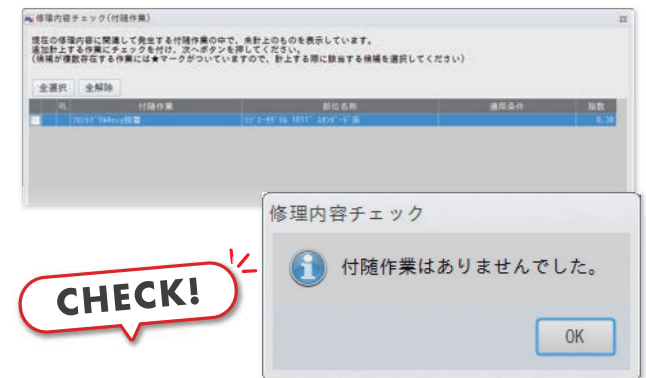 修理内容チェック(付随作業)
現在の修理内容に関連して発生する付随作業の中で、未計上のものを表示しています。
追加計上する作業にチェックを付け、次へボタンを押してください。
(候補が複数存在する作業には★マークがついていますので、計上する際に該当する候補を選択してください)
全選択 全解除
RL 付随作業 部位名称 適用条件 指数
0.30
修理内容チェック
付随作業はありませんでした。
CHECK!
OK